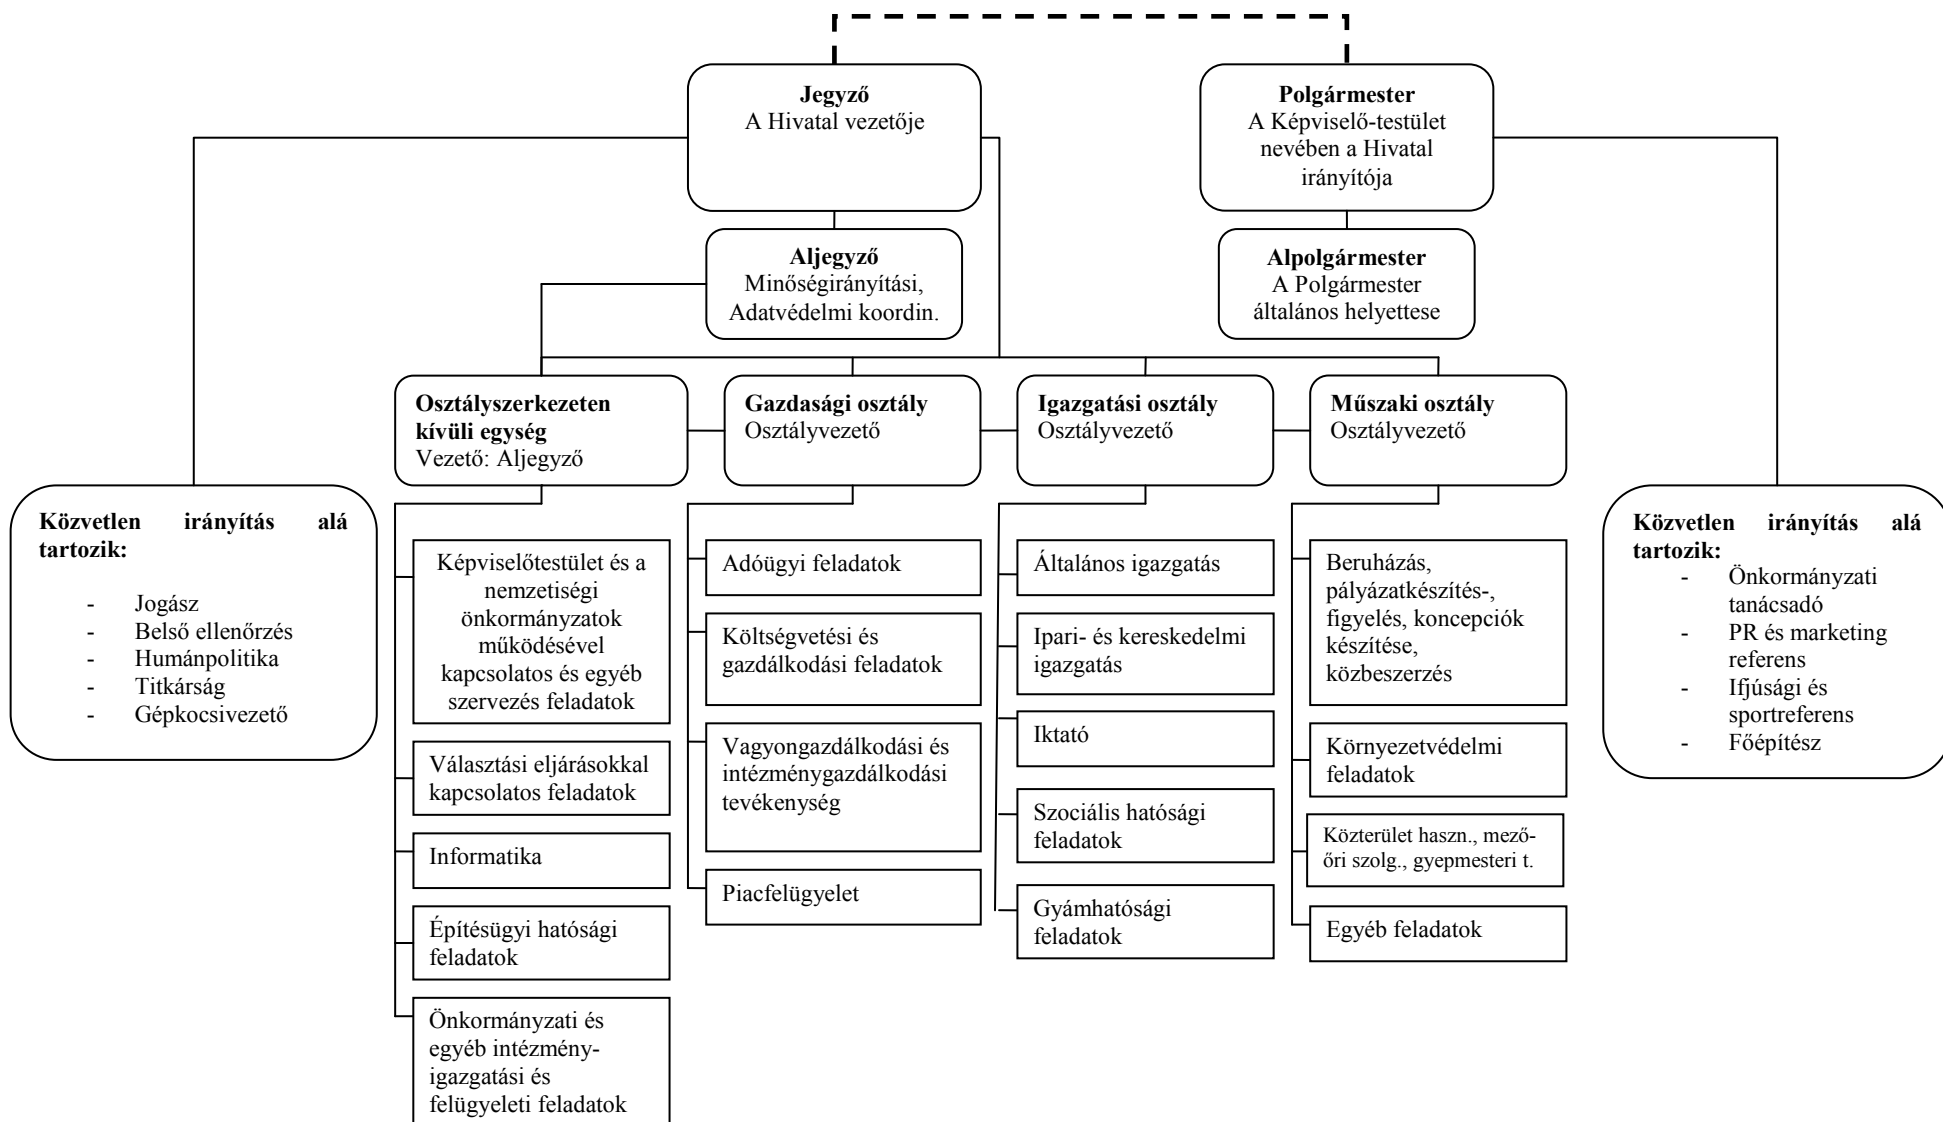 Jegyző
A Hivatal vezetője
Polgármester
A Képviselő-testület
nevében a Hivatal
irányítója
Aljegyző
Minőségirányítási,
Adatvédelmi koordin.
Alpolgármester
A Polgármester
általános helyettese
Osztályszerkezeten
kívüli egység
Vezető: Aljegyző
Gazdasági osztály
Osztályvezető
Igazgatási osztály
Osztályvezető
Műszaki osztály
Osztályvezető
Közvetlen irányítás alá
tartozik:
- Jogász
- Belső ellenőrzés
- Humánpolitika
- Titkárság
- Gépkocsivezető
Képviselőtestület és a
nemzetiségi
önkormányzatok
működésével
kapcsolatos és egyéb
szervezés feladatok
Választási eljárásokkal
kapcsolatos feladatok
Informatika
Építésügyi hatósági
feladatok
Önkormányzati és
egyéb intézmény-
igazgatási és
felügyeleti feladatok
Adóügyi feladatok
Költségvetési és
gazdálkodási feladatok
Vagyongazdálkodási és
intézménygazdálkodási
tevékenység
Piacfelügyelet
Általános igazgatás
Ipari- és kereskedelmi
igazgatás
Iktató
Szociális hatósági
feladatok
Gyámhatósági
feladatok
Beruházás,
pályázatkészítés-,
figyelés, koncepciók
készítése,
közbeszerzés
Környezetvédelmi
feladatok
Közterület haszn., mező-
őri szolg., gyepmesteri t.
Egyéb feladatok
Közvetlen irányítás alá
tartozik:
- Önkormányzati
tanácsadó
- PR és marketing
referens
- Ifjúsági és
sportreferens
- Főépítész